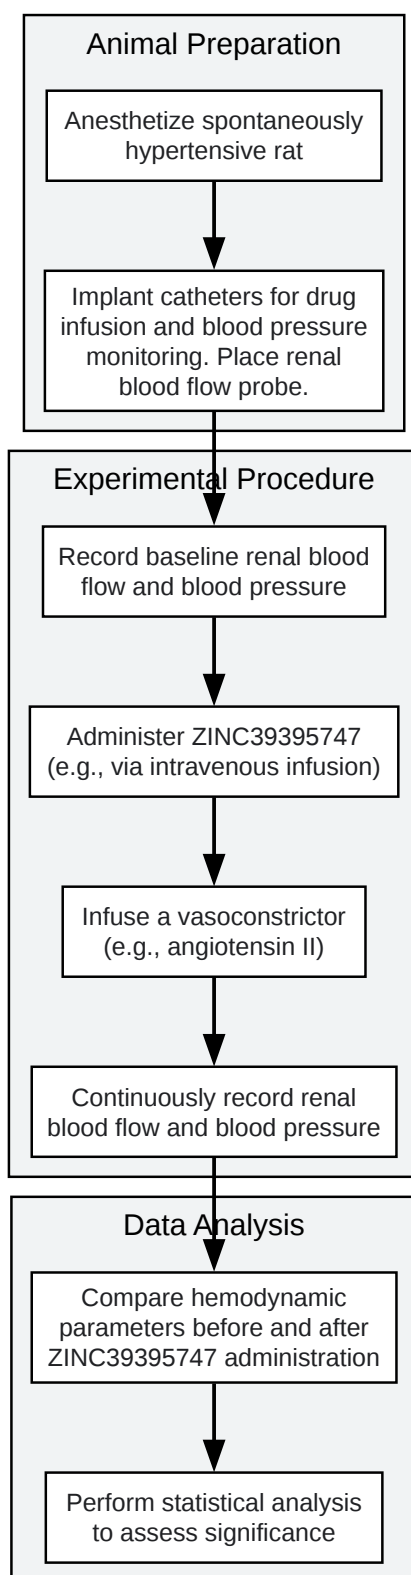 Animal Preparation
Anesthetize spontaneously
hypertensive rat
Implant catheters for drug
infusion and blood pressure
monitoring. Place renal
blood flow probe.
Experimental Procedure
Record baseline renal blood
flow and blood pressure
Administer ZINC39395747
(e.g., via intravenous infusion)
Infuse a vasoconstrictor
(e.g., angiotensin II)
Continuously record renal
blood flow and blood pressure
Data Analysis
Compare hemodynamic
parameters before and after
ZINC39395747 administration
Perform statistical analysis
to assess significance